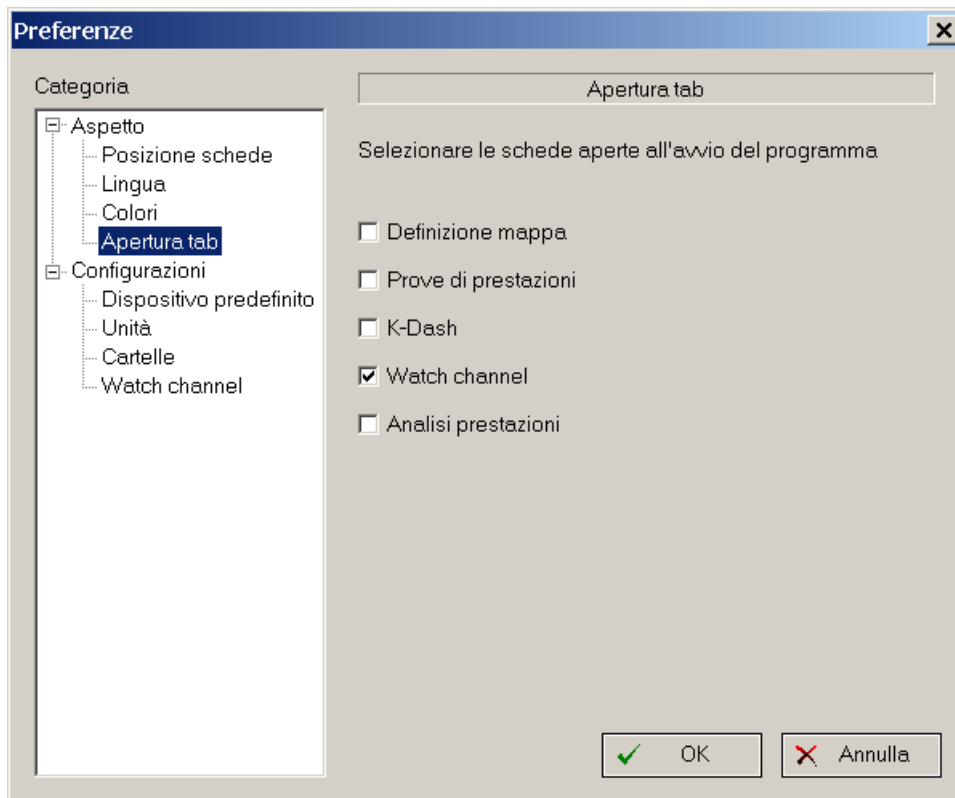 Preferenze
Categoria
Aspetto
Posizione schede
Lingua
Colori
Apertura tab
Configurazioni
Dispositivo predefinito
Unità
Cartelle
Watch channel
Apertura tab
Selezionare le schede aperte all'avvio del programma
Definizione mappa
Prove di prestazioni
K-Dash
Watch channel
Analisi prestazioni
OK
Annulla